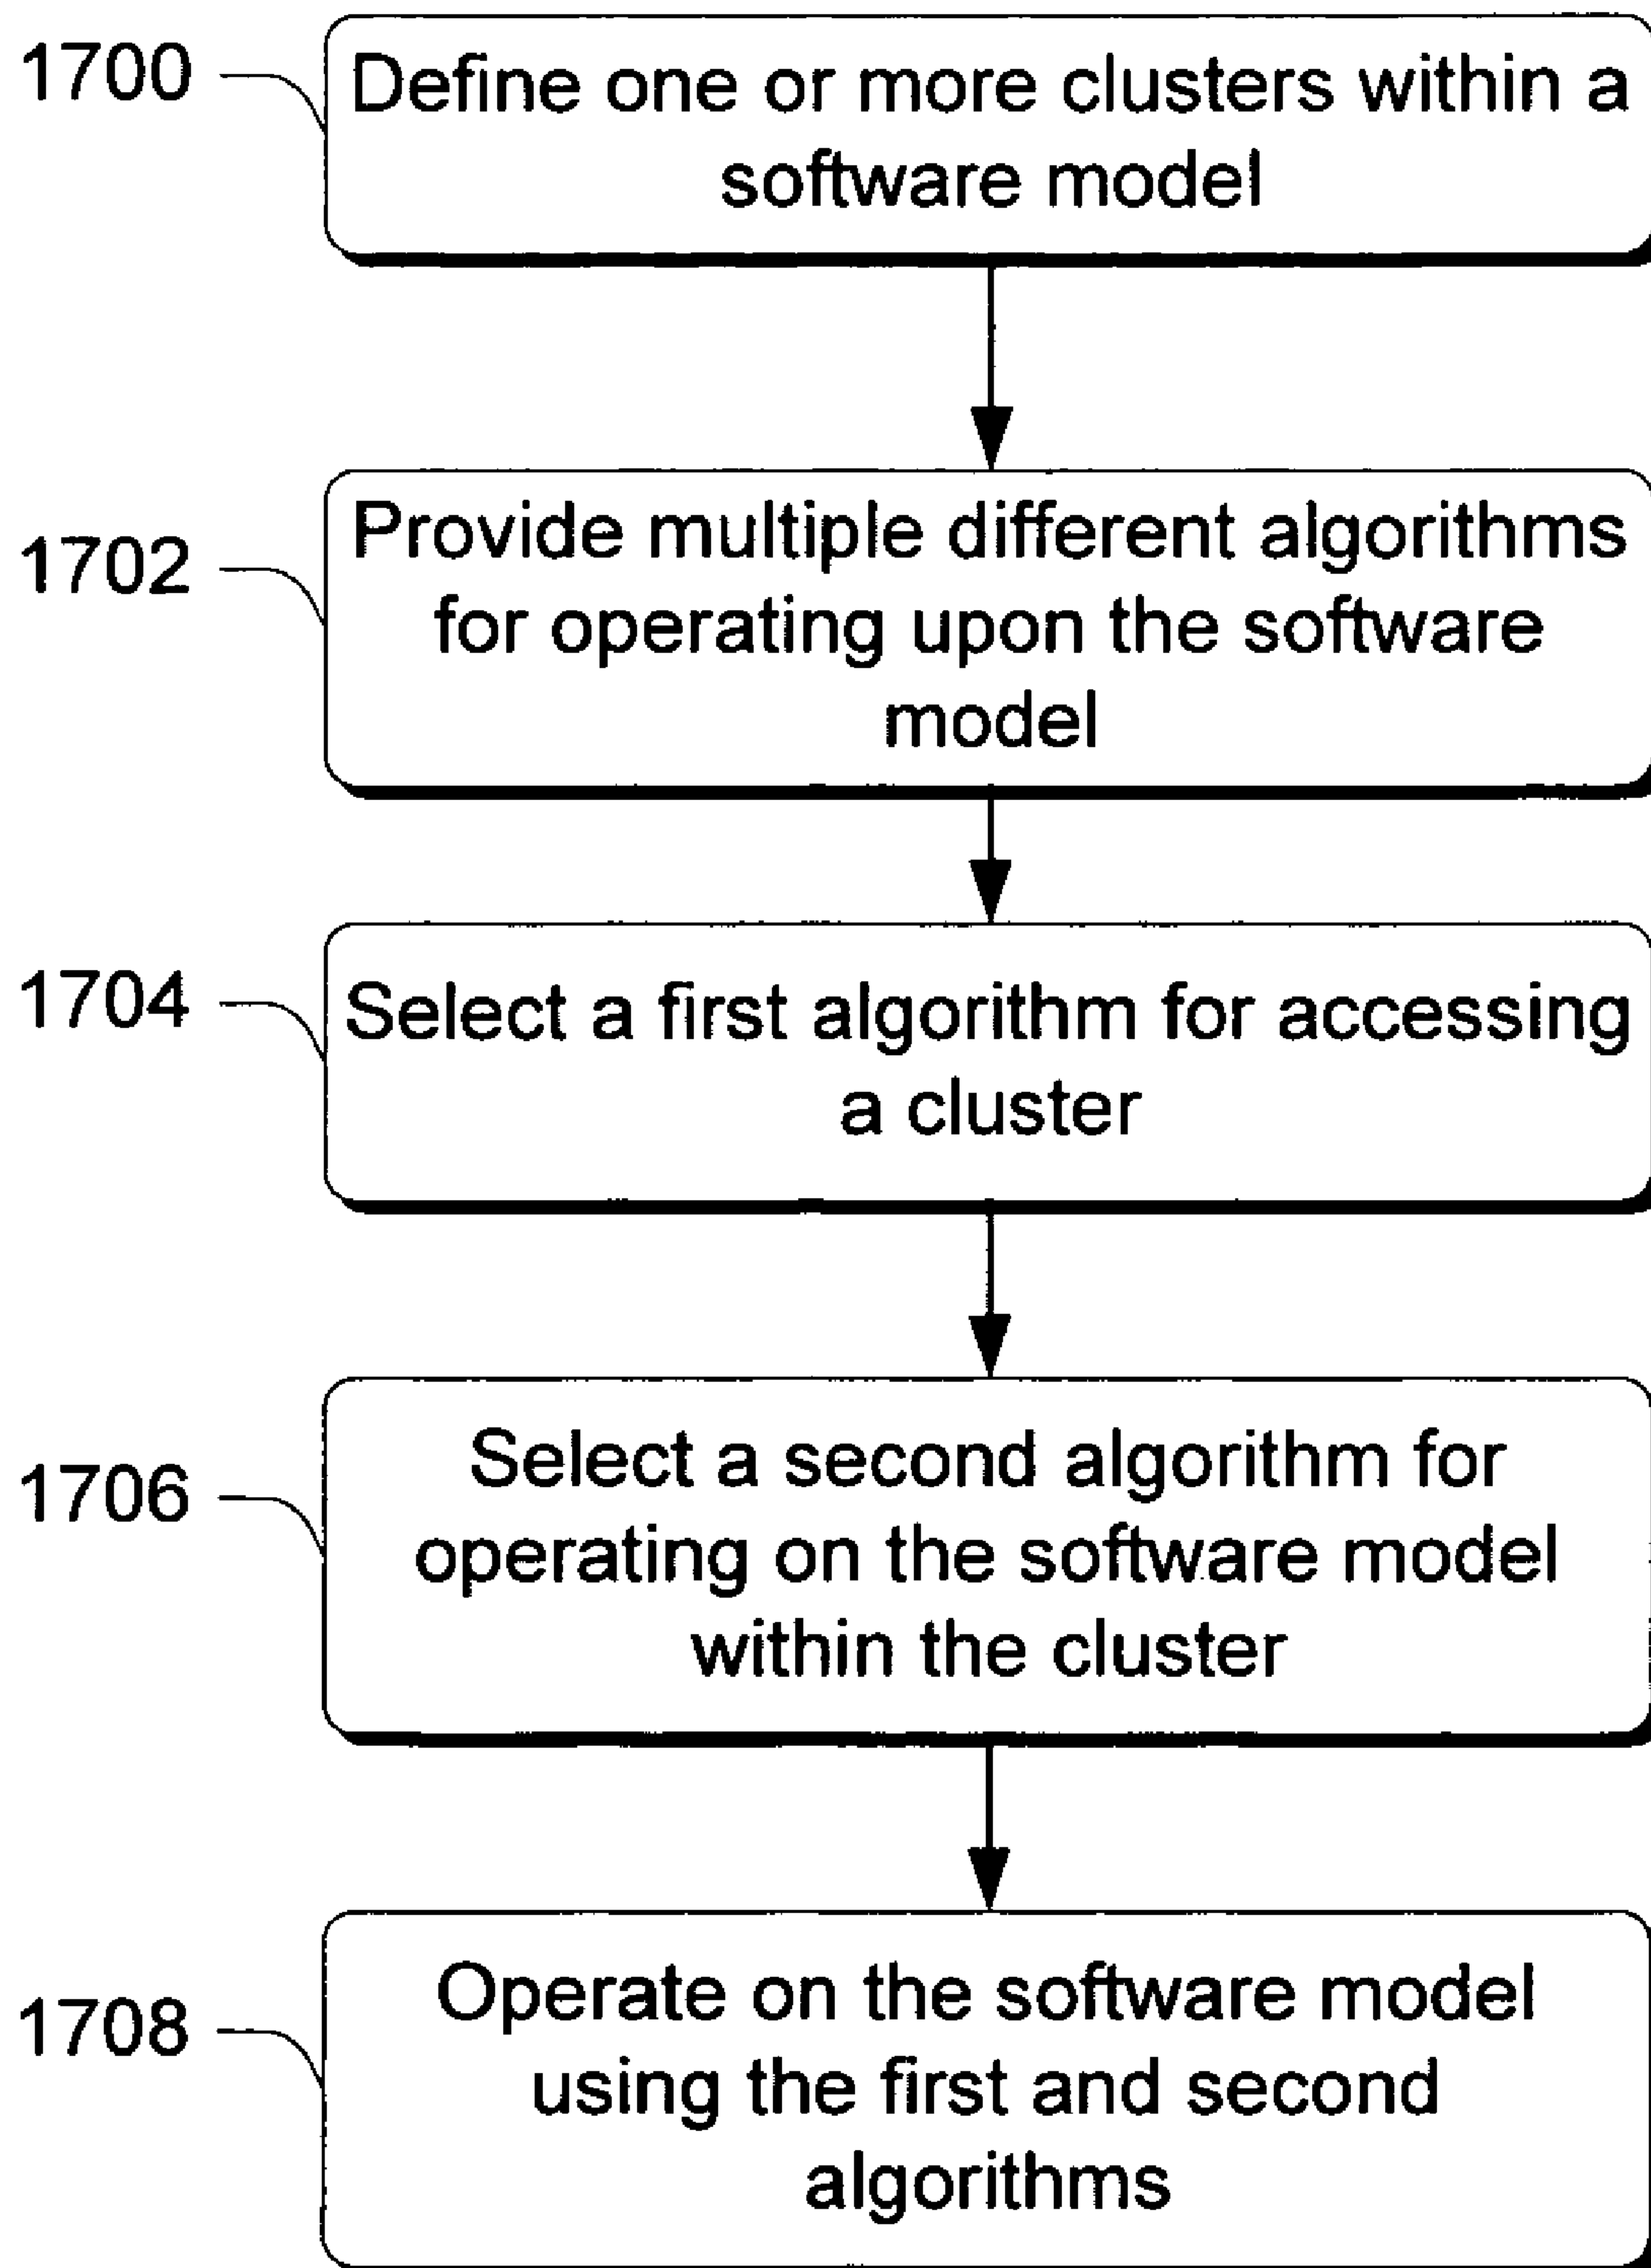 1700
Define one or more clusters within a
software model
1702
Provide multiple different algorithms
for operating upon the software
model
1704
Select a first algorithm for accessing
a cluster
1706
Select a second algorithm for
operating on the software model
within the cluster
1708
Operate on the software model
using the first and second
algorithms